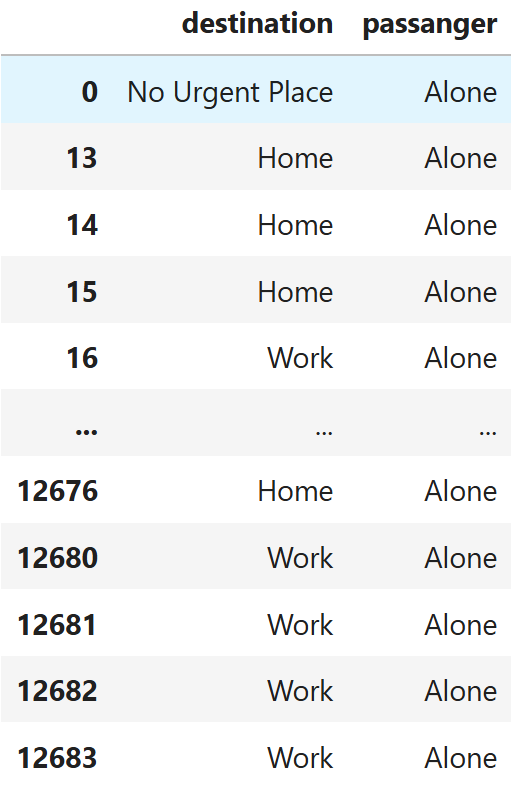 destination passanger
0 No Urgent Place Alone
13 Home Alone
14 Home Alone
15 Home Alone
16 Work Alone
... ... ...
12676 Home Alone
12680 Work Alone
12681 Work Alone
12682 Work Alone
12683 Work Alone